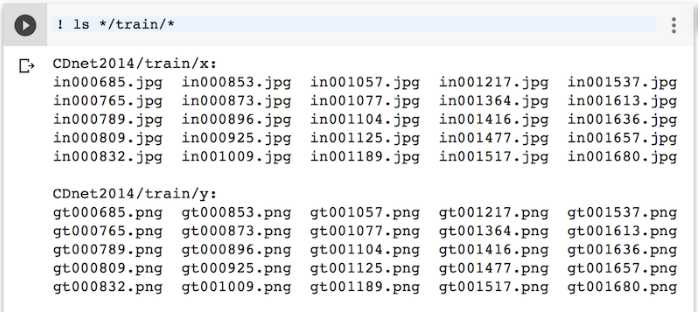 ! ls */train/*
CDnet2014/train/x:
in000685.jpg in000853.jpg in001057.jpg in001217.jpg in001537.jpg
in000765.jpg in000873.jpg in001077.jpg in001364.jpg in001613.jpg
in000789.jpg in000896.jpg in001104.jpg in001416.jpg in001636.jpg
in000809.jpg in000925.jpg in001125.jpg in001477.jpg in001657.jpg
in000832.jpg in001009.jpg in001189.jpg in001517.jpg in001680.jpg
CDnet2014/train/y:
gt000685.png gt000853.png gt001057.png gt001217.png gt001537.png
gt000765.png gt000873.png gt001077.png gt001364.png gt001613.png
gt000789.png gt000896.png gt001104.png gt001416.png gt001636.png
gt000809.png gt000925.png gt001125.png gt001477.png gt001657.png
gt000832.png gt001009.png gt001189.png gt001517.png gt001680.png